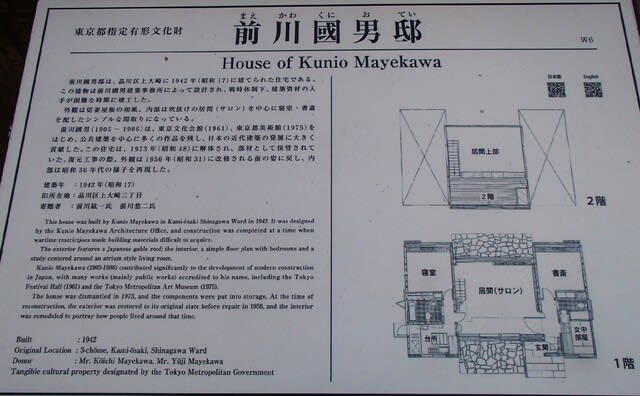 まえ かわ くに お てい
東京都指定有形文化財
前川國男邸
W6
House of Kunio Mayekawa
日本語 English
前川國男邸は、品川区上大崎に1942年(昭和17)に建てられた住宅である。
この建物は前川國男建築事務所によって設計され、戦時体制下、建築資材の入
手が困難な時期に竣工した。
外観は切妻屋根の和風、内部は吹抜けの居間(サロン)を中心に寝室・書斎
を配したシンプルな間取りになっている。
前川國男(1905〜1986)は、東京文化会館(1961)、東京都美術館(1975)を
はじめ、公共建築を中心に多くの作品を残し、日本の近代建築の発展に大きく
貢献した。この住宅は、1973年(昭和48)に解体され、部材として保管されて
いた。復元工事の際、外観は1956年(昭和31)に改修される前の姿に戻し、内
部は昭和30年代の様子を再現した。
建築年 :1942年(昭和17)
旧所在地:品川区上大崎二丁目
寄贈者 :前川紘一氏 前川悠二氏
This house was built by Kunio Mayekawa in Kami-ôsaki Shinagawa Ward in 1942. It was designed
by the Kunio Mayekawa Architecture Office, and construction was completed at a time when
wartime restrictions made building materials difficult to acquire.
The exterior features a Japanese gable roof; the interior, a simple floor plan with bedrooms and a
study centered around an atrium style living room.
Kunio Mayekawa (1905-1986) contributed significantly to the development of modern construction
in Japan, with many works (mainly public works) accredited to his name, including the Tokyo
Festival Hall (1961) and the Tokyo Metropolitan Art Museum (1975).
The house was dismantled in 1973, and the components were put into storage. At the time of
reconstruction, the exterior was restored to its original state before repair in 1956, and the interior
was remodeled to portray how people lived around that time.
Built : 1942
Original Location : 3-chôme, Kami-ôsaki, Shinagawa Ward
Donor : Mr. Kôichi Mayekawa, Mr. Yûji Mayekawa
Tangible cultural property designated by the Tokyo Metropolitan Government
居間上部
2階
2階
寝室
書斎
居間(サロン)
台所
玄関
女中
部屋
1階